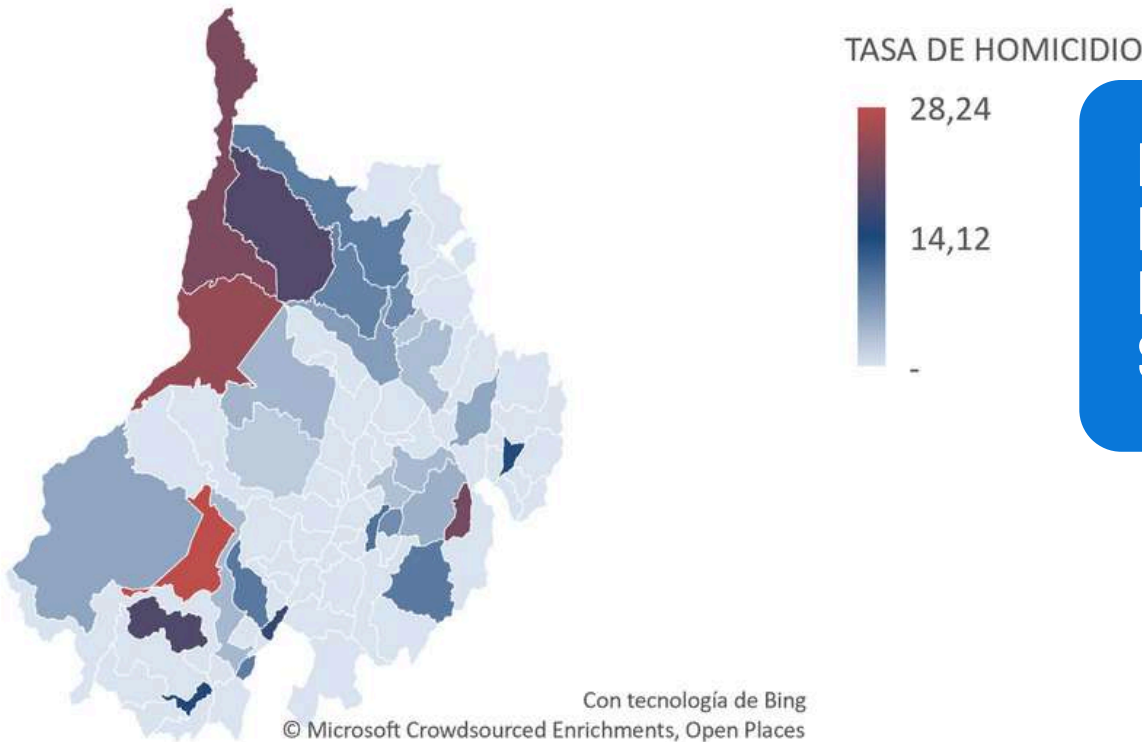 TASA DE HOMICIDIO
28,24
14,12
-
Con tecnología de Bing
© Microsoft Crowdsourced Enrichments, Open Places